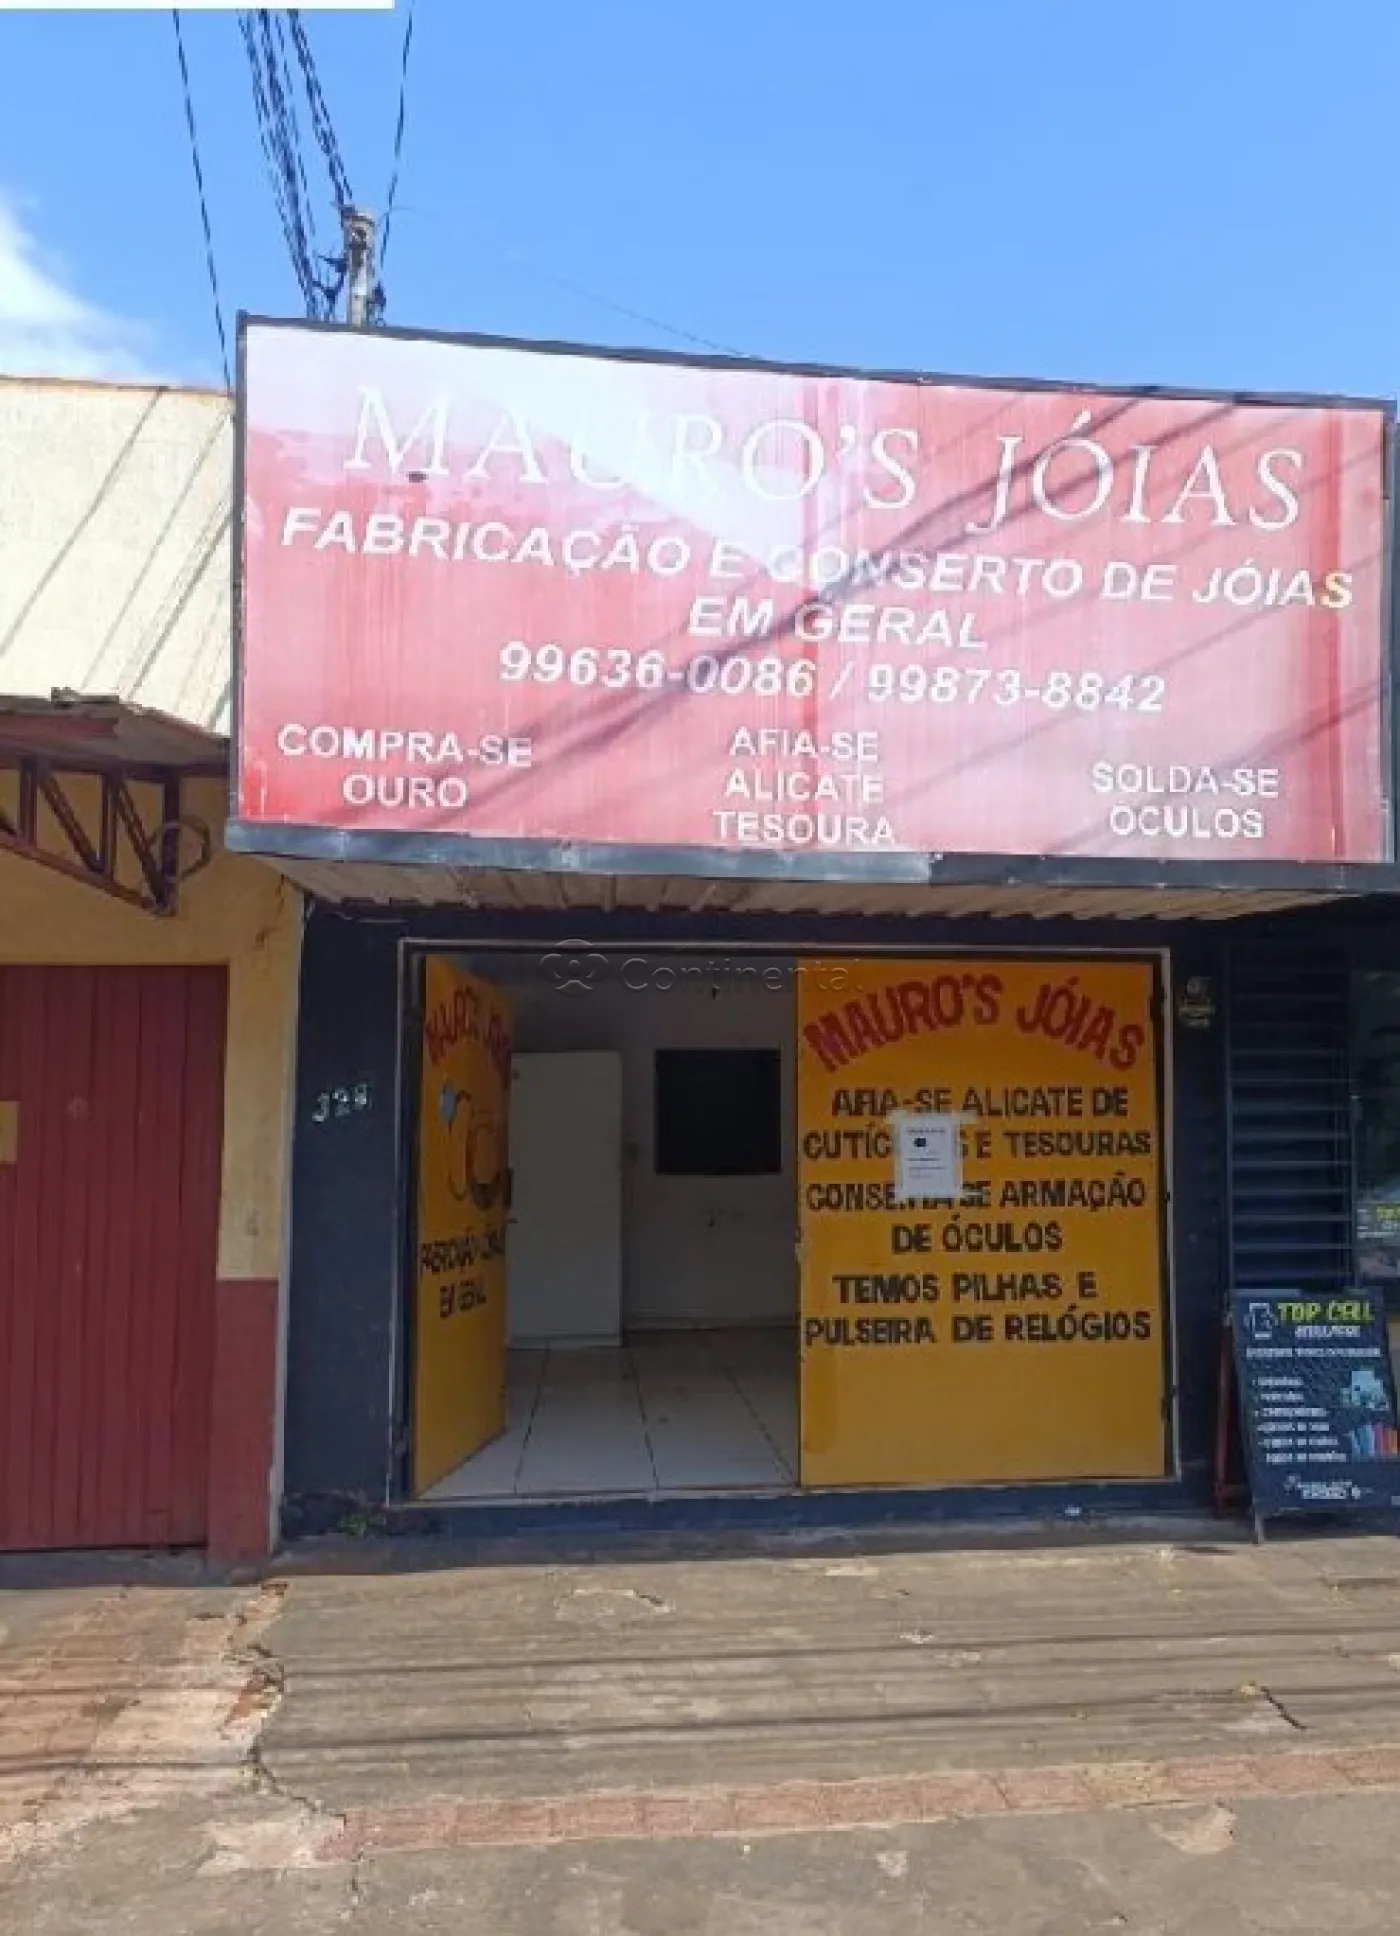 MAURO'S JÓIAS
FABRICAÇÃO E CONSERTO DE JÓIAS
EM GERAL
99636-0086 / 99873-8842
COMPRA-SE
OURO
AFIA-SE
ALICATE
TESOURA
SOLDA-SE
ÓCULOS
Continental
328
MAURO'S JÓIAS
AFIA-SE ALICATE DE
E TESOURAS
ARMAÇÃO
DE ÓCULOS
TEMOS PILHAS E
PULSEIRA DE RELÓGIOS
TOP CELL